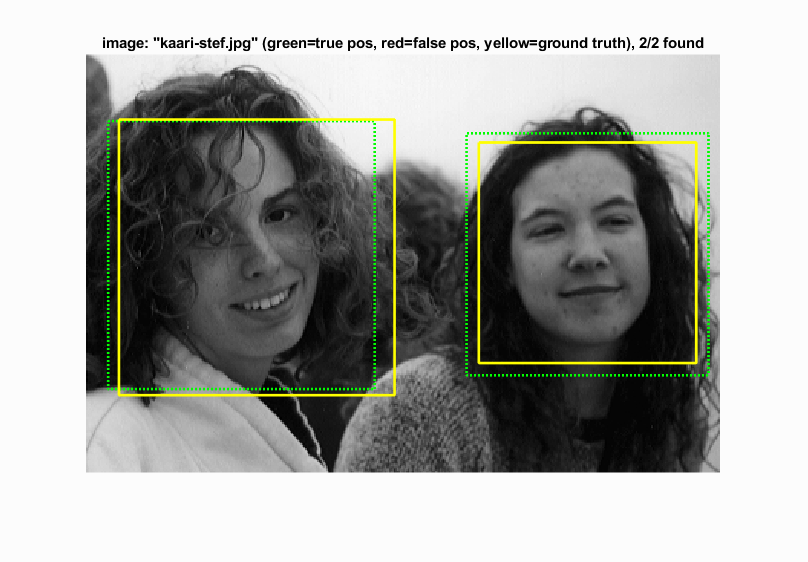 image: "kaari-stef.jpg" (green=true pos, red=false pos, yellow=ground truth), 2/2 found